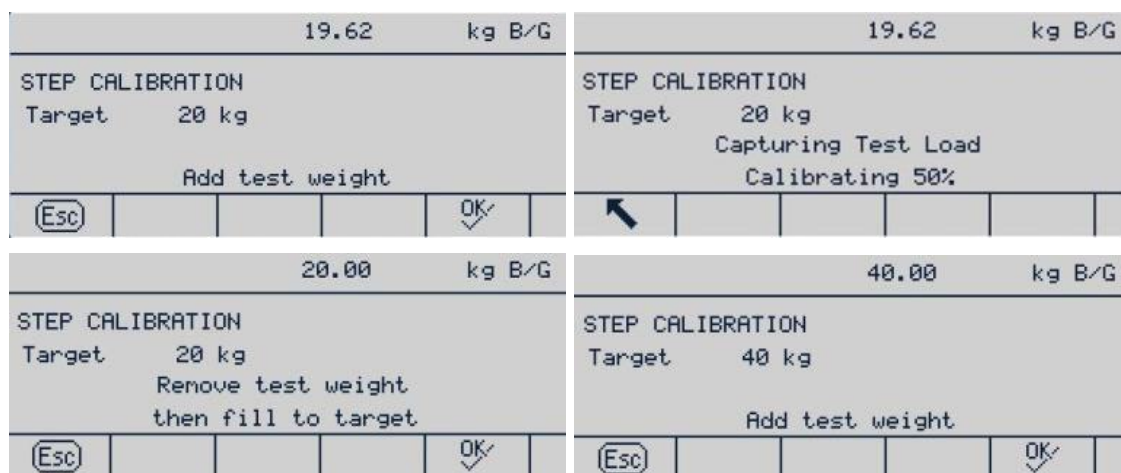 19.62 kg B/G
STEP CALIBRATION
Target 20 kg
Add test weight
Esc OK
19.62 kg B/G
STEP CALIBRATION
Target 20 kg
Capturing Test Load
Calibrating 50%
20.00 kg B/G
STEP CALIBRATION
Target 20 kg
Remove test weight
then fill to target
Esc OK
40.00 kg B/G
STEP CALIBRATION
Target 40 kg
Add test weight
Esc OK